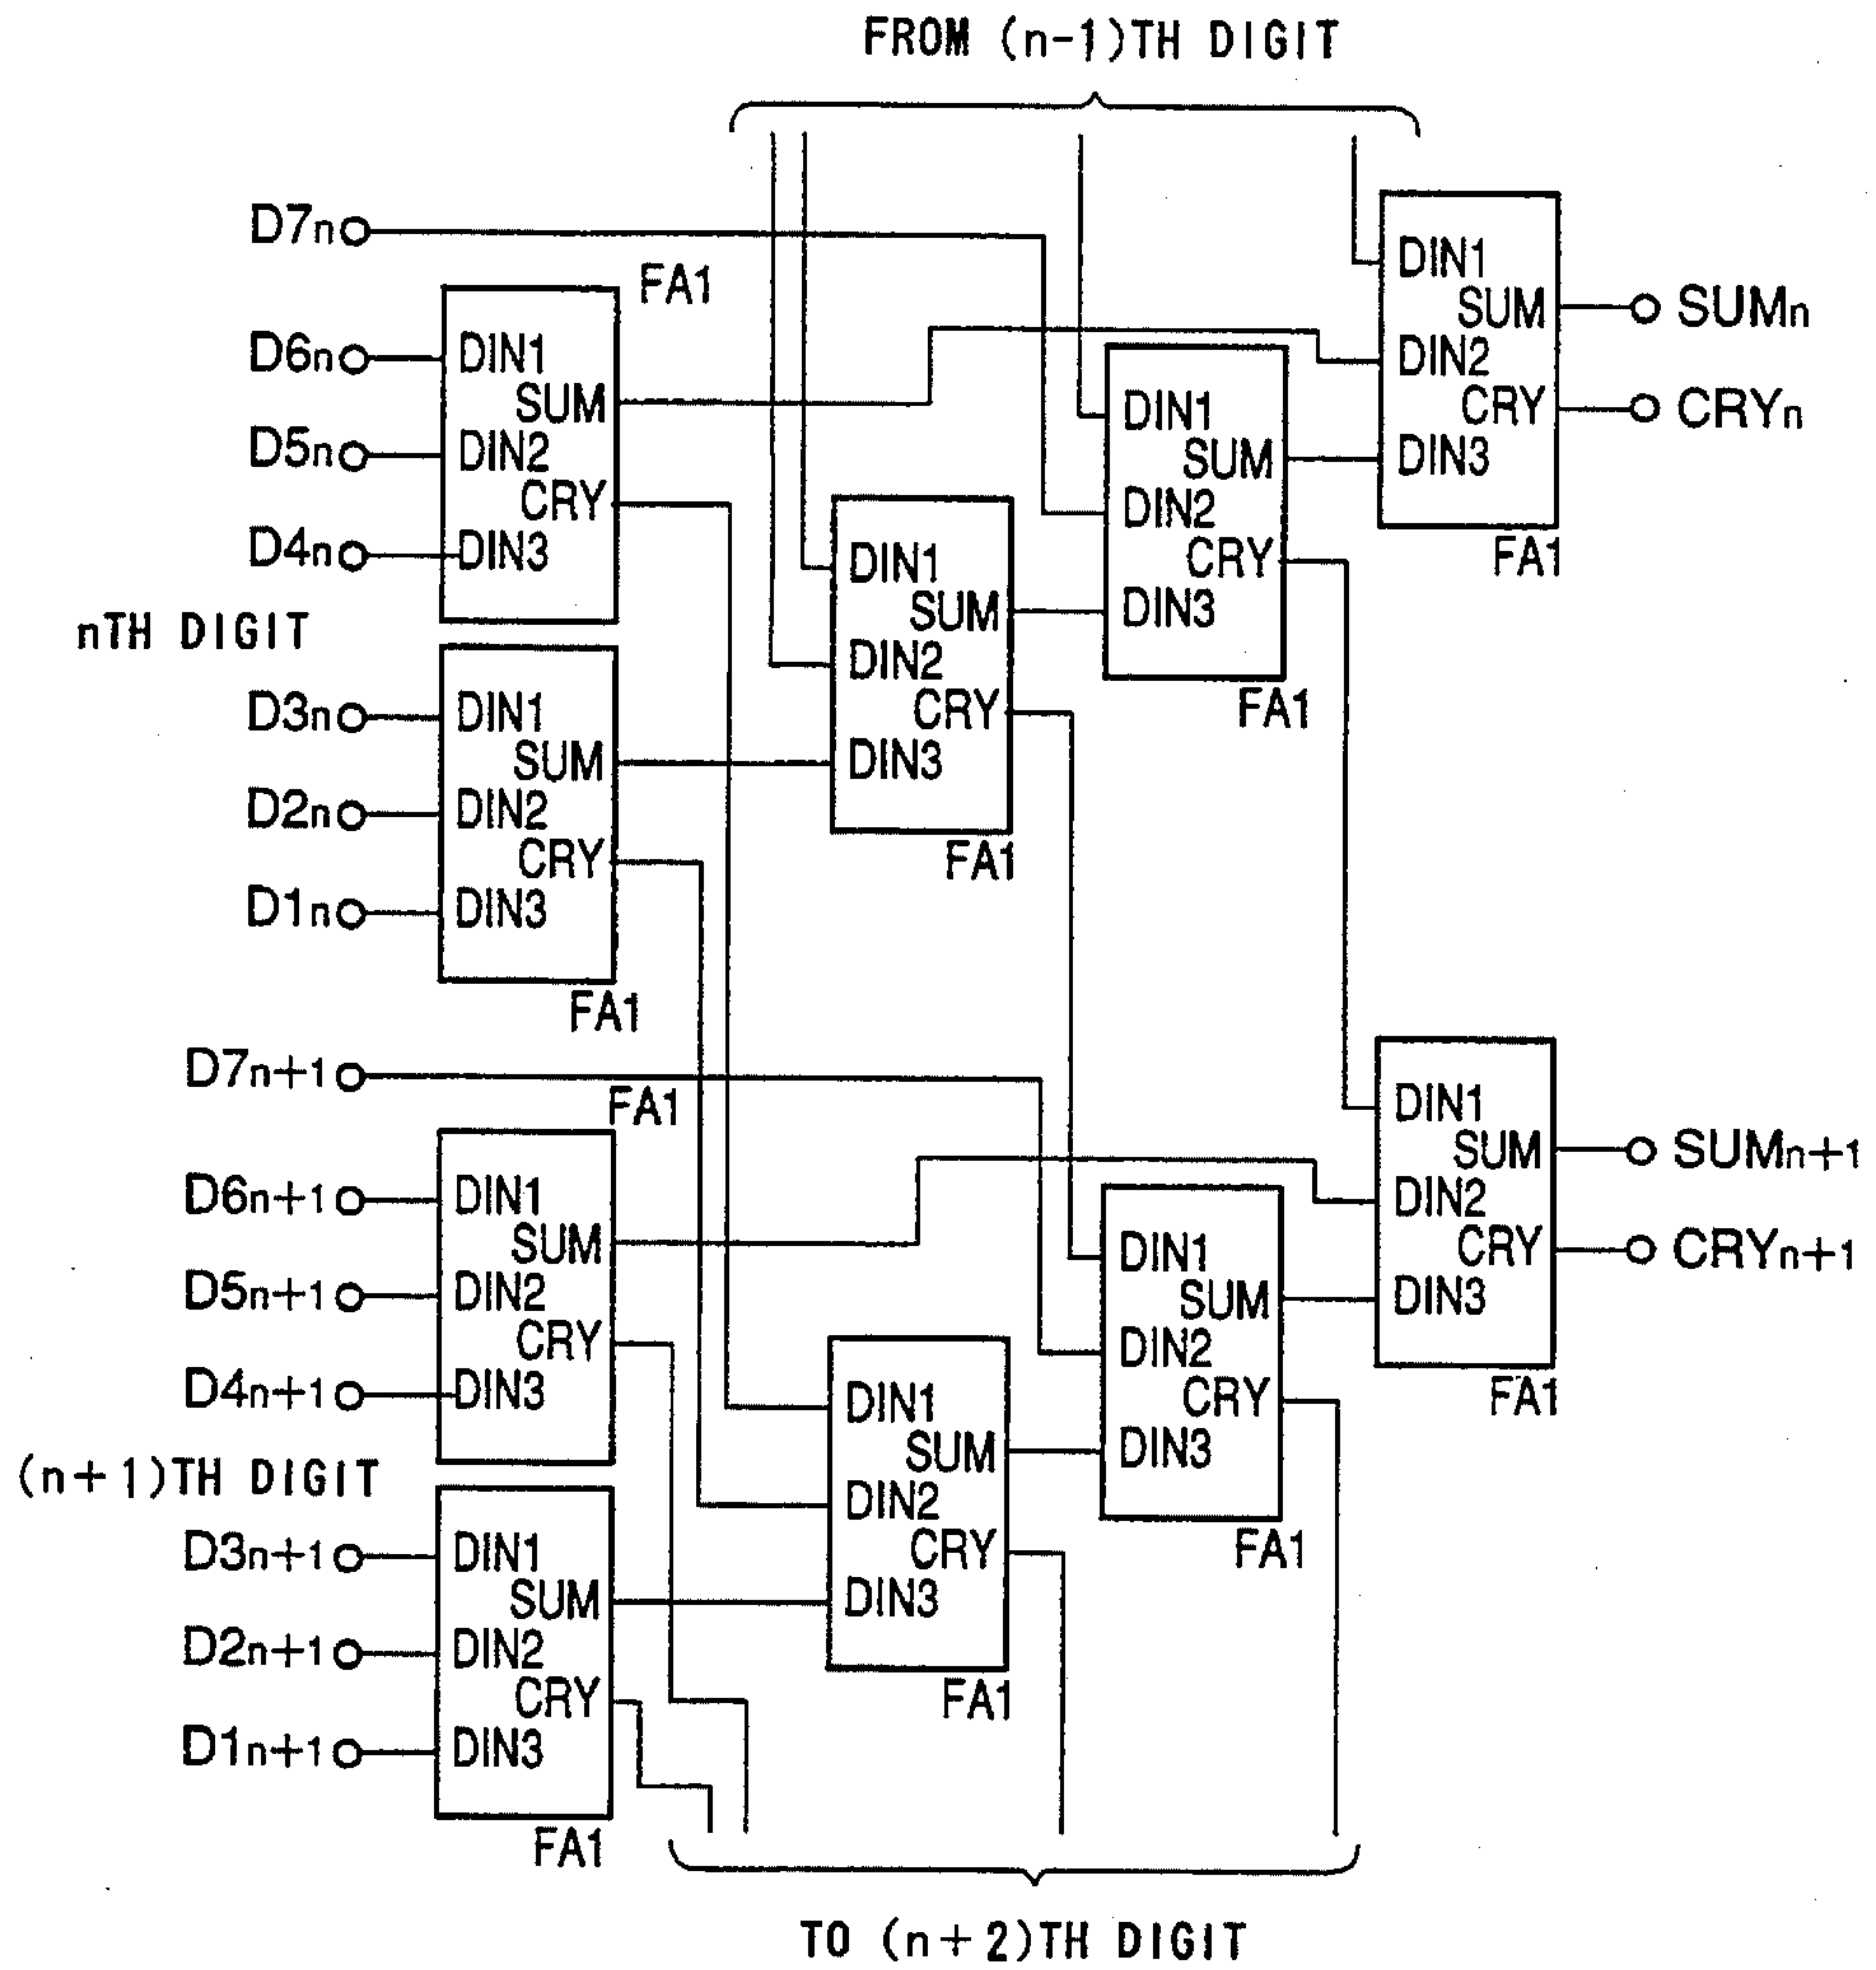 FROM (n-1)TH DIGIT
D7n
FA1
D6n
DIN1
SUM
D5n
DIN2
CRY
D4n
DIN3
DIN1
SUM
SUMn
DIN2
CRY
CRYn
DIN3
FA1
DIN1
SUM
DIN2
CRY
DIN3
FA1
DIN1
SUM
DIN2
CRY
DIN3
FA1
nTH DIGIT
D3n
DIN1
SUM
D2n
DIN2
CRY
D1n
DIN3
FA1
D7n+1
FA1
D6n+1
DIN1
SUM
D5n+1
DIN2
CRY
D4n+1
DIN3
DIN1
SUM
SUMn+1
DIN2
CRY
CRYn+1
DIN3
FA1
DIN1
SUM
DIN2
CRY
DIN3
FA1
DIN1
SUM
DIN2
CRY
DIN3
FA1
(n+1)TH DIGIT
D3n+1
DIN1
SUM
D2n+1
DIN2
CRY
D1n+1
DIN3
FA1
TO (n+2)TH DIGIT